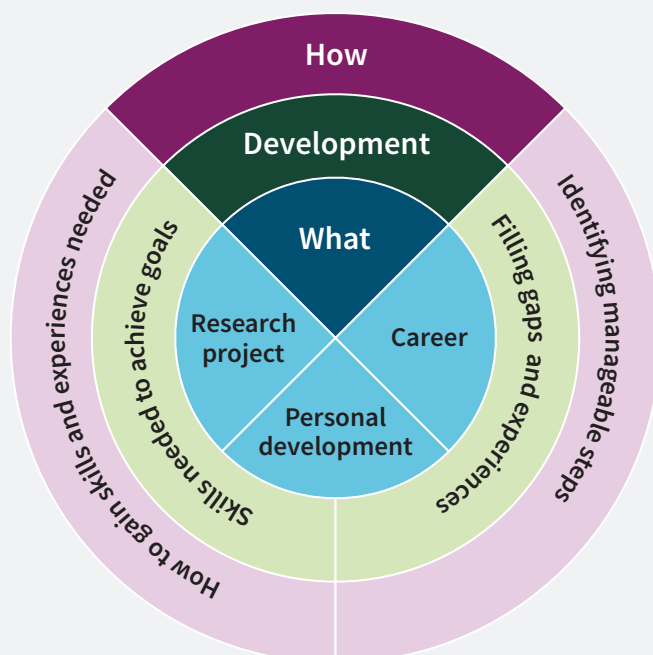 How
Development
What
Research
project
Career
Personal
development
Skills needed to achieve goals
Filling gaps and experiences
How to gain skills and experiences needed
Identifying manageable steps